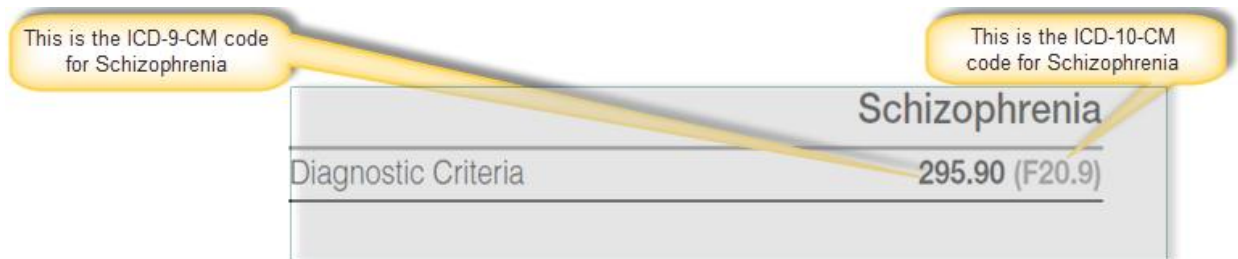 This is the ICD-9-CM code
for Schizophrenia
This is the ICD-10-CM
code for Schizophrenia
Schizophrenia
Diagnostic Criteria 295.90 (F20.9)